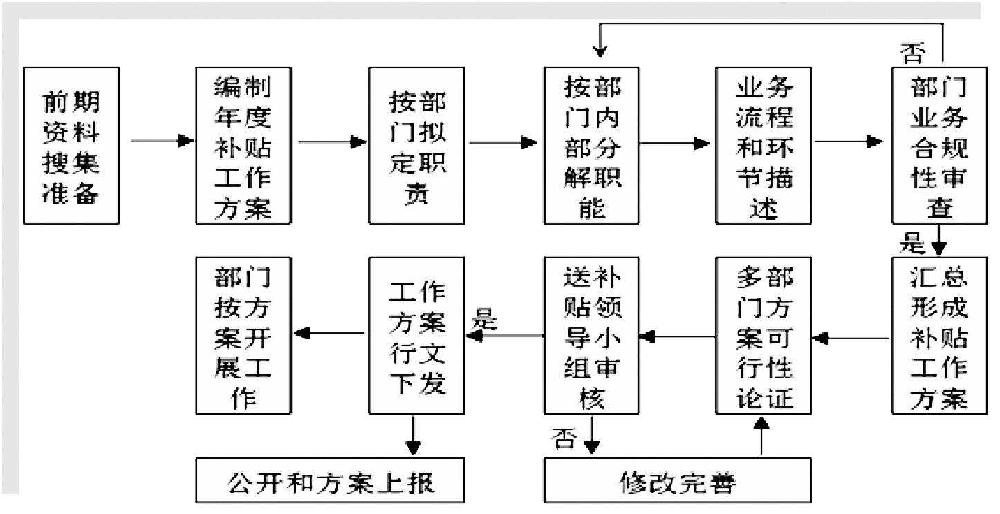 前期
资料
搜集
准备
编制
年度
补贴
工作
方案
按部
门拟
定职
责
按部
门内
部分
解职
能
业务
流程
和环
节描
述
否
部门
业务
合规
性审
查
是
汇总
形成
补贴
工作
方案
多部
门方
案可
行性
论证
送补
贴领
导小
组审
核
是
工作
方案
行文
下发
部门
按方
案开
展工
作
否
公开和方案上报
修改完善